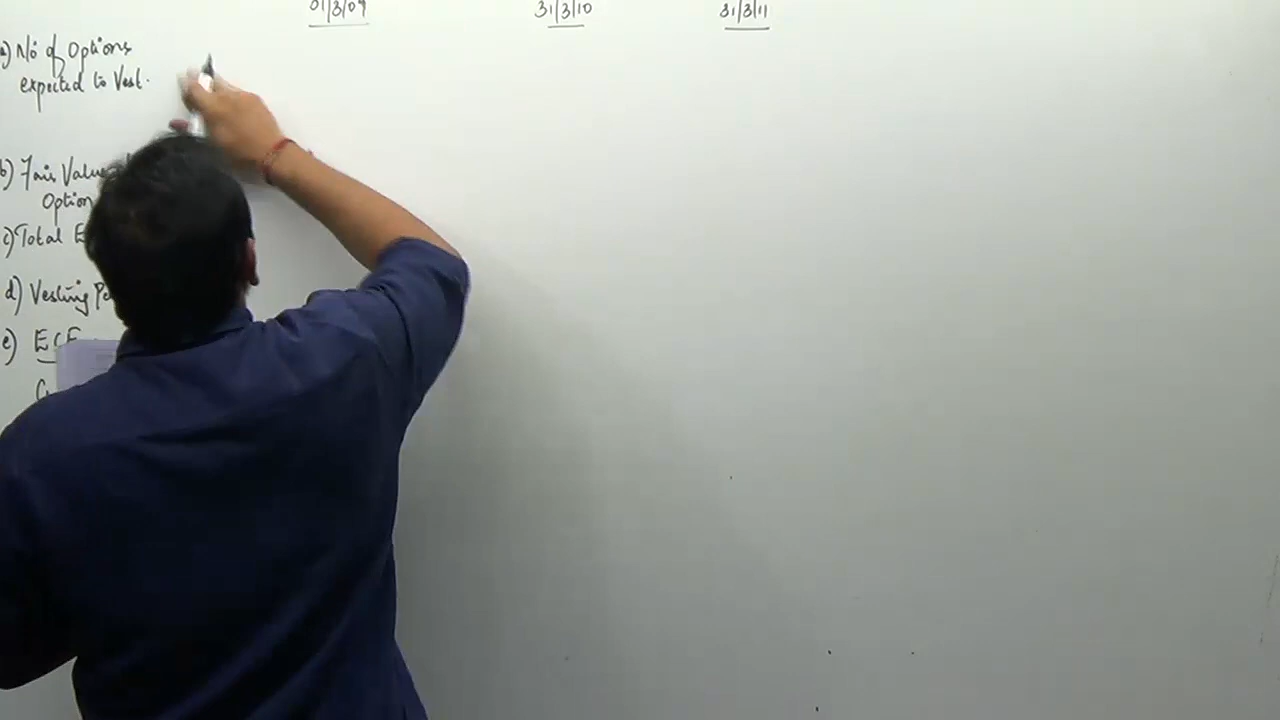 31/3/09 31/3/10 31/3/11
a) No of Options
expected to Vest.
b) Fair Value
Option
c) Total E
d) Vesting Pe
e) ECE